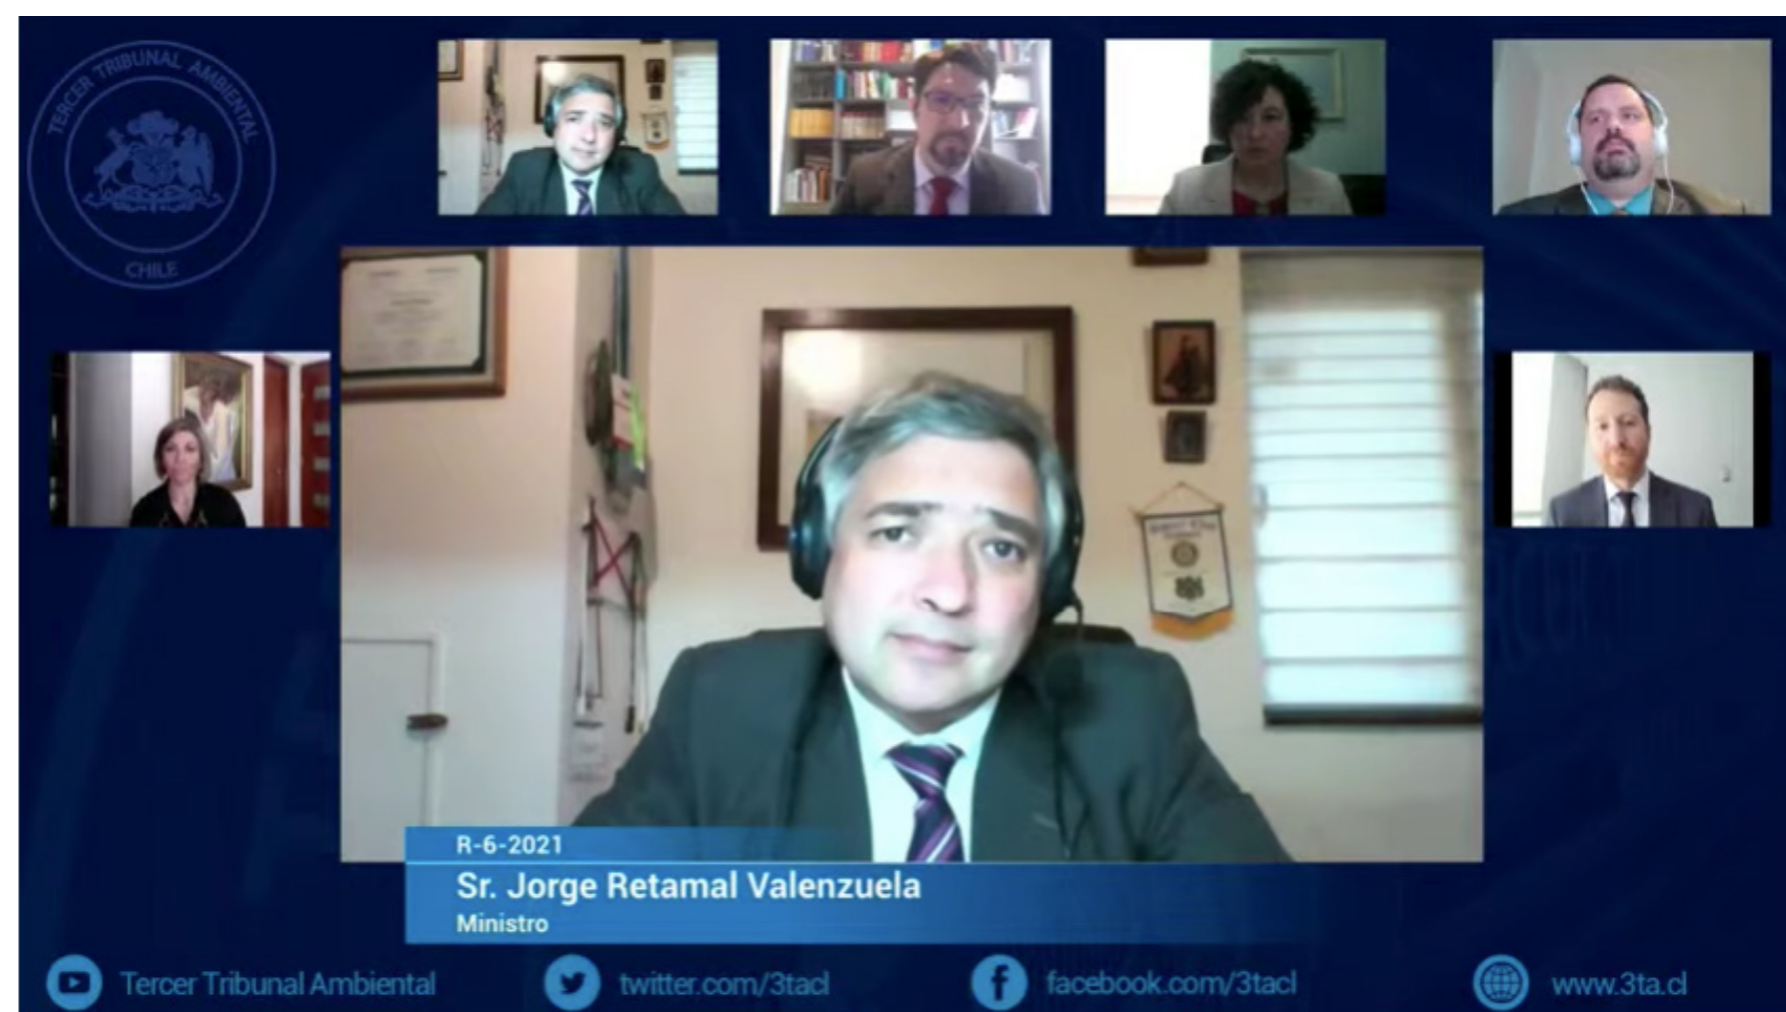 TERCER TRIBUNAL AMBIENTAL
CHILE
R-6-2021
Sr. Jorge Retamal Valenzuela
Ministro
Tercer Tribunal Ambiental
twitter.com/3tacl
facebook.com/3tacl
www.3ta.cl